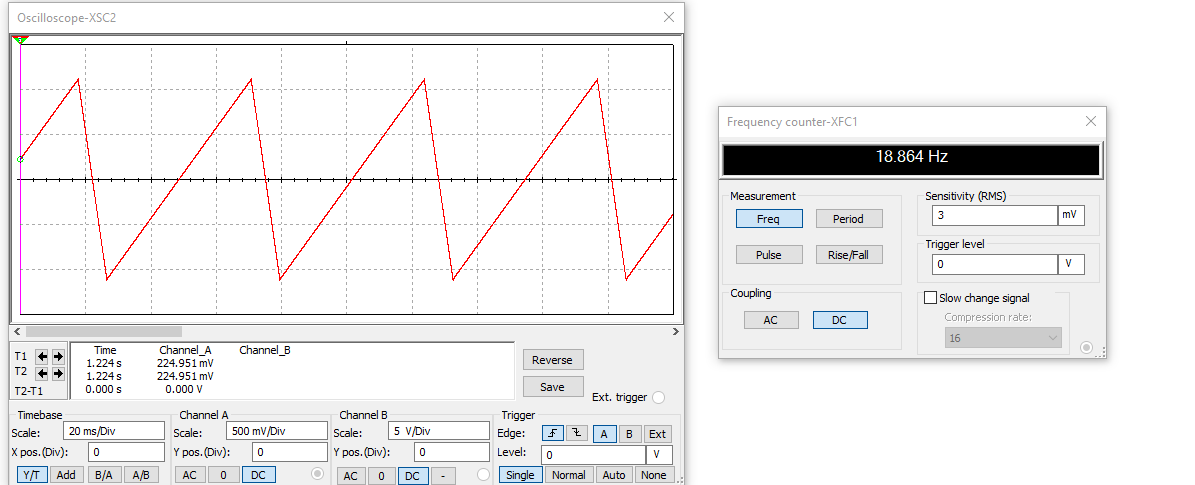 Oscilloscope-XSC2
Time Channel_A Channel_B
T1 1.224 s 224.951 mV
T2 1.224 s 224.951 mV
T2-T1 0.000 s 0.000 V
Reverse
Save
Ext. trigger
Timebase
Scale: 20 ms/Div
X pos.(Div): 0
Y/T Add B/A A/B
Channel A
Scale: 500 mV/Div
Y pos.(Div): 0
AC 0 DC
Channel B
Scale: 5 V/Div
Y pos.(Div): 0
AC 0 DC -
Trigger
Edge: A B Ext
Level: 0 V
Single Normal Auto None
Frequency counter-XFC1
18.864 Hz
Measurement
Freq Period
Pulse Rise/Fall
Coupling
AC DC
Sensitivity (RMS)
3 mV
Trigger level
0 V
Slow change signal
Compression rate:
16